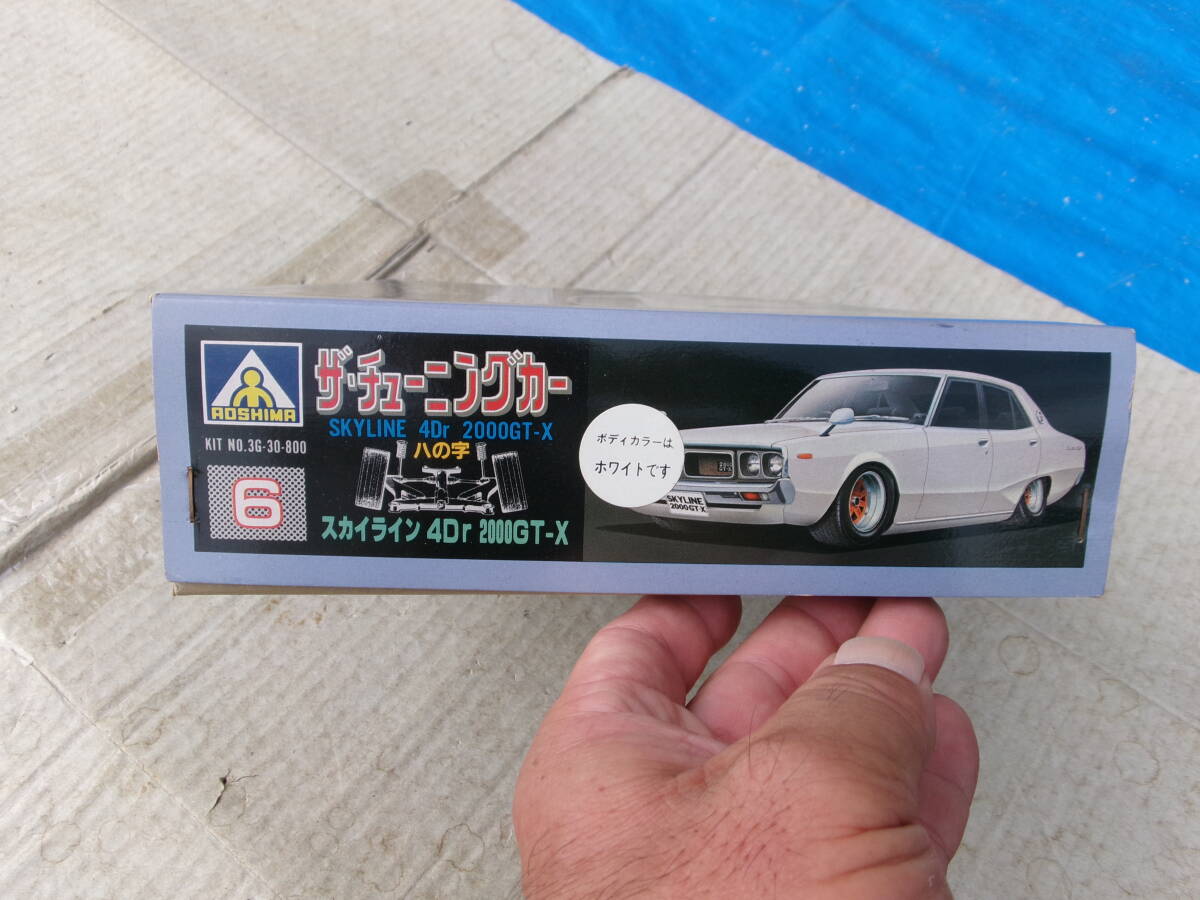 AOSHIMA
KIT NO.3G-30-800
6
ザ・チューニングカー
SKYLINE 4Dr 2000GT-X
ハの字
スカイライン 4Dr 2000GT-X
ボディカラーは
ホワイトです
SKYLINE
2000GT-X